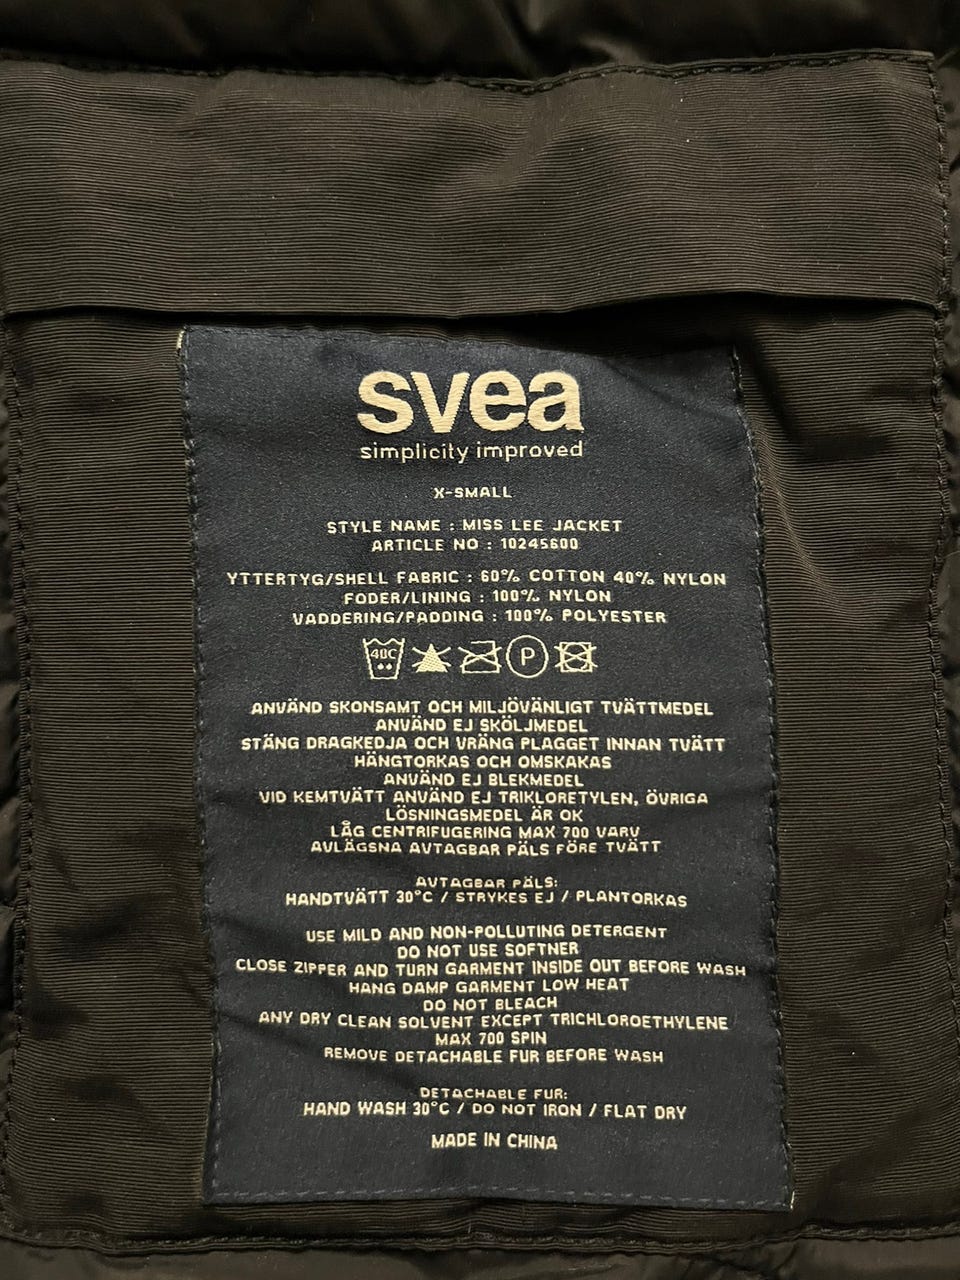 svea
simplicity improved
X-SMALL
STYLE NAME : MISS LEE JACKET
ARTICLE NO : 10245600
YTTERTYG/SHELL FABRIC : 60% COTTON 40% NYLON
FODER/LINING : 100% NYLON
VADDERING/PADDING : 100% POLYESTER
40C P
ANVÄND SKONSAMT OCH MILJÖVÄNLIGT TVÄTTMEDEL
ANVÄND EJ SKÖLJMEDEL
STÄNG DRAGKEDJA OCH VRÄNG PLAGGET INNAN TVÄTT
HÄNGTORKAS OCH OMSKAKAS
ANVÄND EJ BLEKMEDEL
VID KEMTVÄTT ANVÄND EJ TRIKLORETYLEN, ÖVRIGA
LÖSNINGSMEDEL ÄR OK
LÅG CENTRIFUGERING MAX 700 VARV
AVLÄGSNA AVTAGBAR PÄLS FÖRE TVÄTT
AVTAGBAR PÄLS:
HANDTVÄTT 30°C / STRYKES EJ / PLANTORKAS
USE MILD AND NON-POLLUTING DETERGENT
DO NOT USE SOFTNER
CLOSE ZIPPER AND TURN GARMENT INSIDE OUT BEFORE WASH
HANG DAMP GARMENT LOW HEAT
DO NOT BLEACH
ANY DRY CLEAN SOLVENT EXCEPT TRICHLOROETHYLENE
MAX 700 SPIN
REMOVE DETACHABLE FUR BEFORE WASH
DETACHABLE FUR:
HAND WASH 30°C / DO NOT IRON / FLAT DRY
MADE IN CHINA